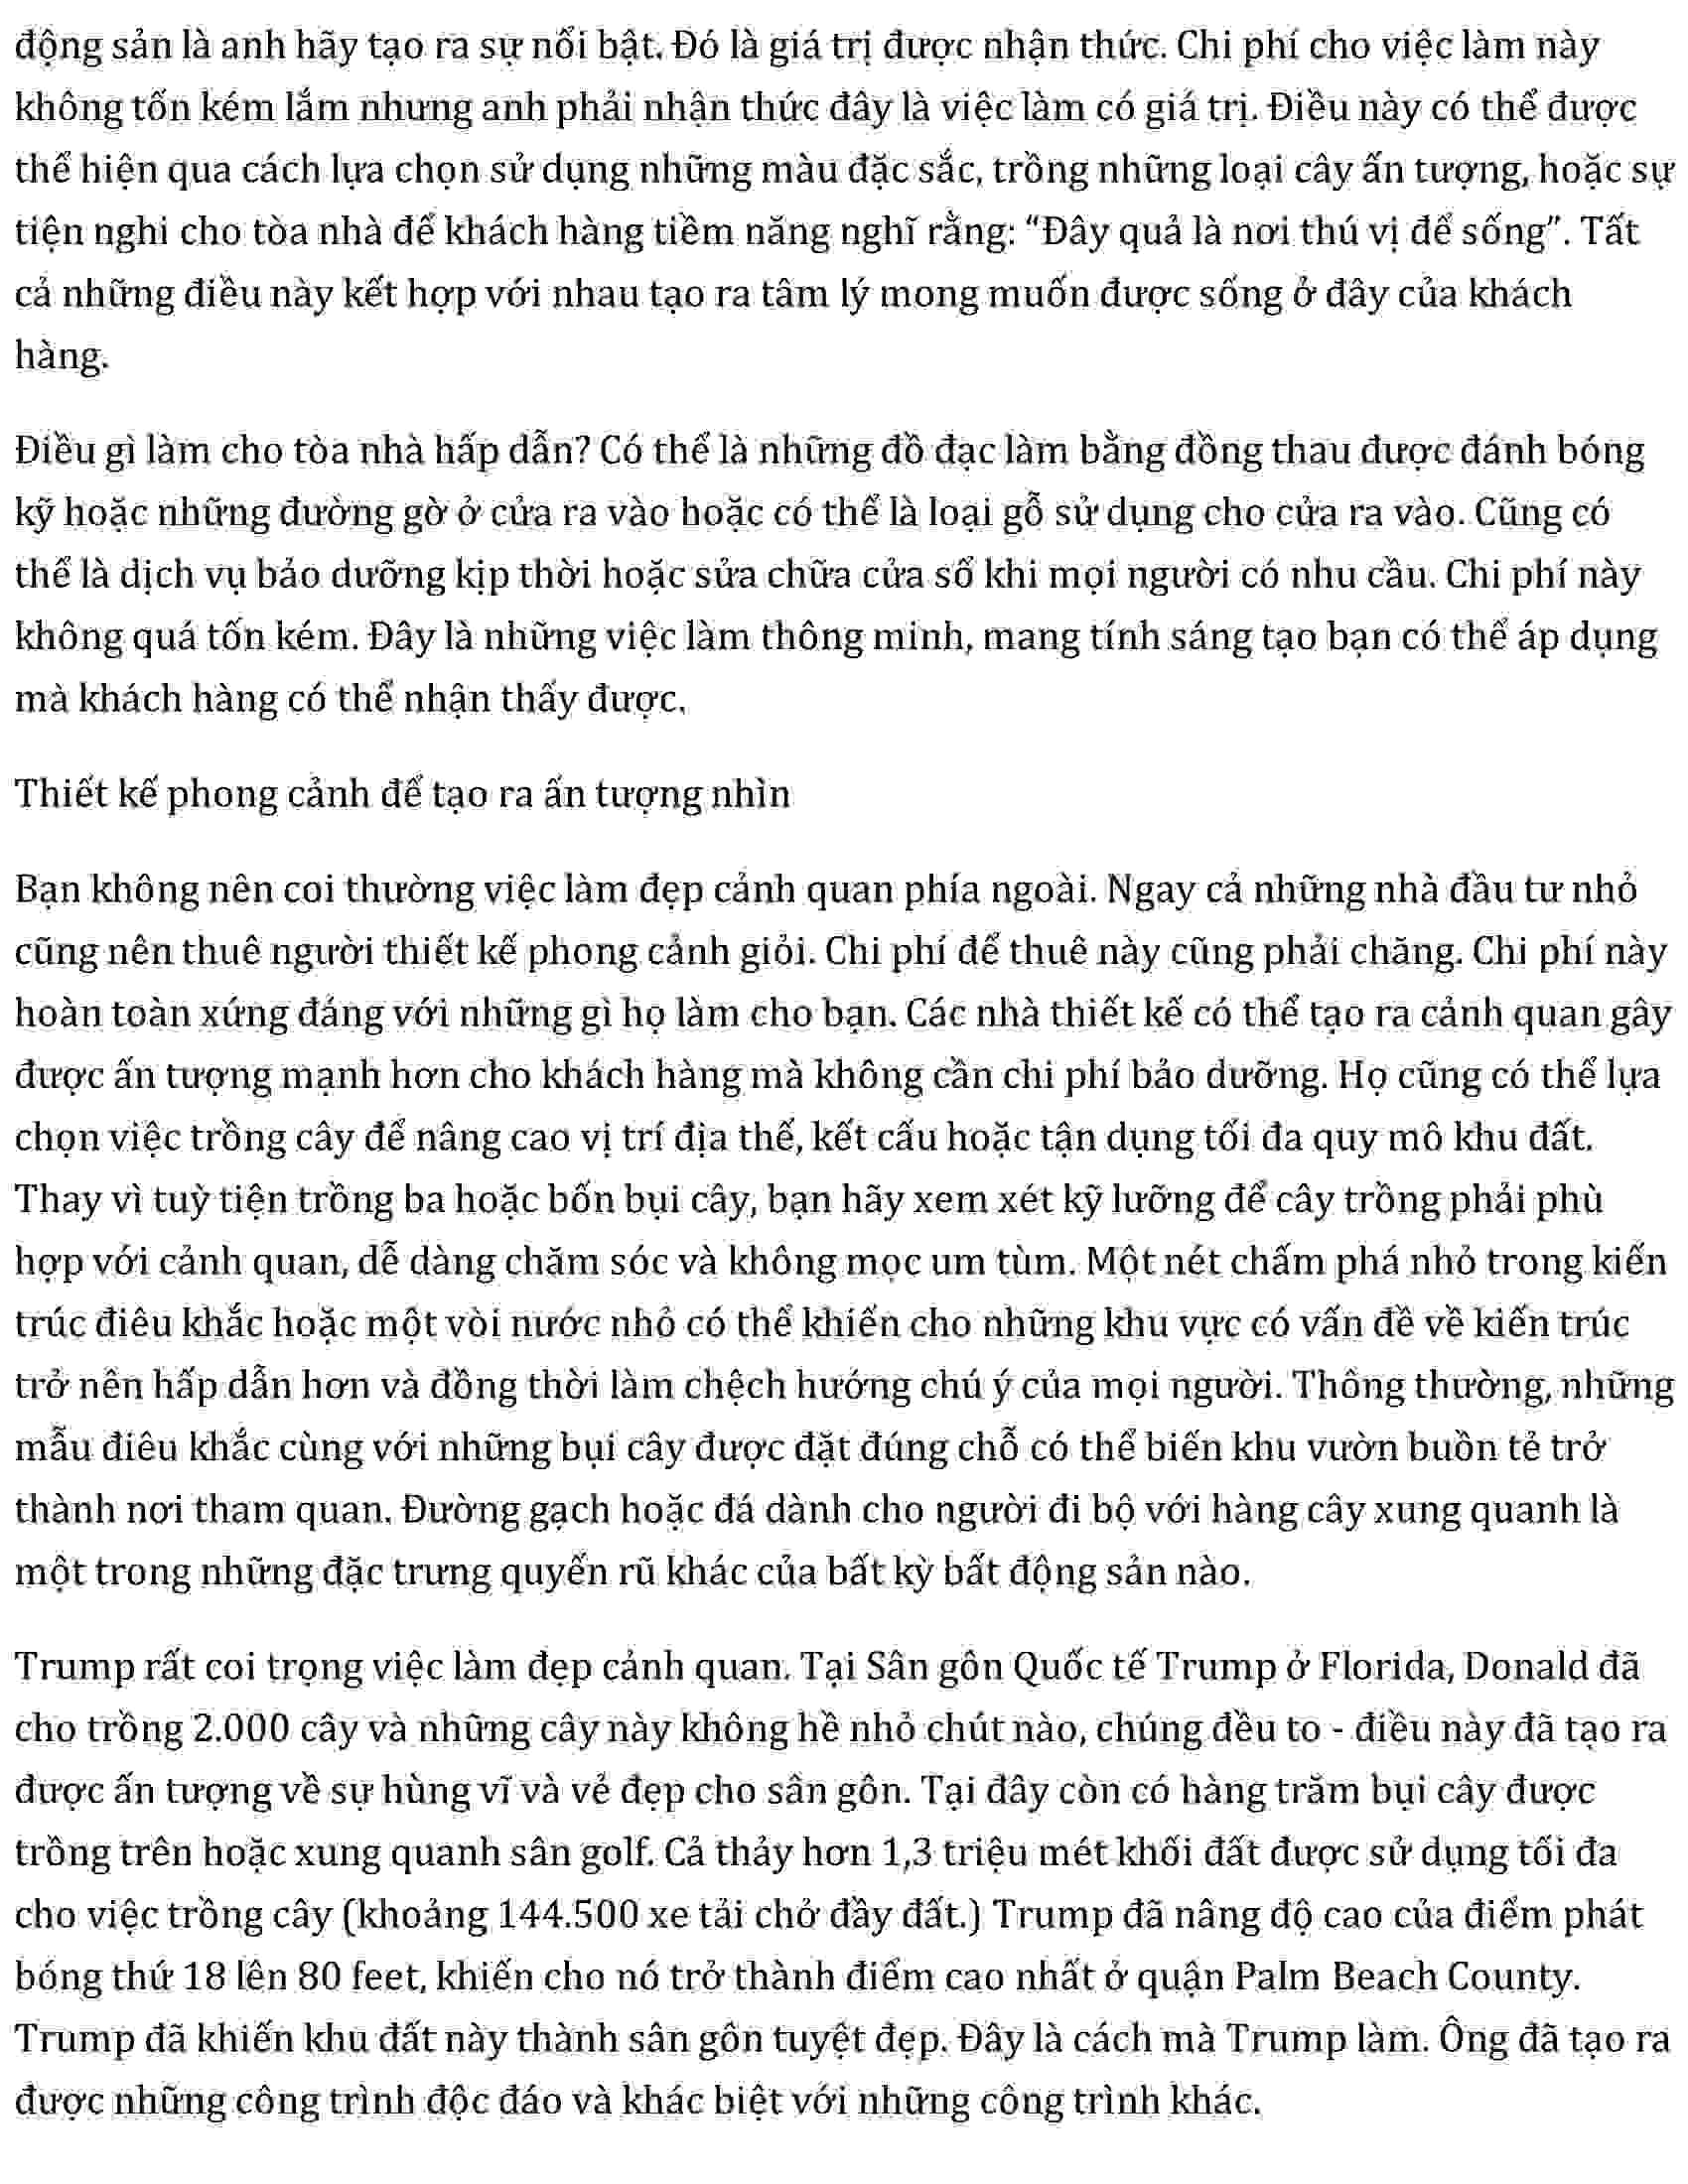 động sản là anh hãy tạo ra sự nổi bật. Đó là giá trị được nhận thức. Chi phí cho việc làm này
không tốn kém lắm nhưng anh phải nhận thức đây là việc làm có giá trị. Điều này có thể được
thể hiện qua cách lựa chọn sử dụng những màu đặc sắc, trồng những loại cây ấn tượng, hoặc sự
tiện nghi cho tòa nhà để khách hàng tiềm năng nghĩ rằng: “Đây quả là nơi thú vị để sống”. Tất
cả những điều này kết hợp với nhau tạo ra tâm lý mong muốn được sống ở đây của khách
hàng.
Điều gì làm cho tòa nhà hấp dẫn? Có thể là những đồ đạc làm bằng đồng thau được đánh bóng
kỹ hoặc những đường gờ ở cửa ra vào hoặc có thể là loại gỗ sử dụng cho cửa ra vào. Cũng có
thể là dịch vụ bảo dưỡng kịp thời hoặc sửa chữa cửa sổ khi mọi người có nhu cầu. Chi phí này
không quá tốn kém. Đây là những việc làm thông minh, mang tính sáng tạo bạn có thể áp dụng
mà khách hàng có thể nhận thấy được.
Thiết kế phong cảnh để tạo ra ấn tượng nhìn
Bạn không nên coi thường việc làm đẹp cảnh quan phía ngoài. Ngay cả những nhà đầu tư nhỏ
cũng nên thuê người thiết kế phong cảnh giỏi. Chi phí để thuê này cũng phải chăng. Chi phí này
hoàn toàn xứng đáng với những gì họ làm cho bạn. Các nhà thiết kế có thể tạo ra cảnh quan gây
được ấn tượng mạnh hơn cho khách hàng mà không cần chi phí bảo dưỡng. Họ cũng có thể lựa
chọn việc trồng cây để nâng cao vị trí địa thế, kết cấu hoặc tận dụng tối đa quy mô khu đất.
Thay vì tuỳ tiện trồng ba hoặc bốn bụi cây, bạn hãy xem xét kỹ lưỡng để cây trồng phải phù
hợp với cảnh quan, dễ dàng chăm sóc và không mọc um tùm. Một nét chấm phá nhỏ trong kiến
trúc điêu khắc hoặc một vòi nước nhỏ có thể khiến cho những khu vực có vấn đề về kiến trúc
trở nên hấp dẫn hơn và đồng thời làm chệch hướng chú ý của mọi người. Thông thường, những
mẫu điêu khắc cùng với những bụi cây được đặt đúng chỗ có thể biến khu vườn buồn tẻ trở
thành nơi tham quan. Đường gạch hoặc đá dành cho người đi bộ với hàng cây xung quanh là
một trong những đặc trưng quyến rũ khác của bất kỳ bất động sản nào.
Trump rất coi trọng việc làm đẹp cảnh quan. Tại Sân gôn Quốc tế Trump ở Florida, Donald đã
cho trồng 2.000 cây và những cây này không hề nhỏ chút nào, chúng đều to - điều này đã tạo ra
được ấn tượng về sự hùng vĩ và vẻ đẹp cho sân gôn. Tại đây còn có hàng trăm bụi cây được
trồng trên hoặc xung quanh sân golf. Cả thảy hơn 1,3 triệu mét khối đất được sử dụng tối đa
cho việc trồng cây (khoảng 144.500 xe tải chở đầy đất.) Trump đã nâng độ cao của điểm phát
bóng thứ 18 lên 80 feet, khiến cho nó trở thành điểm cao nhất ở quận Palm Beach County.
Trump đã khiến khu đất này thành sân gôn tuyệt đẹp. Đây là cách mà Trump làm. Ông đã tạo ra
được những công trình độc đáo và khác biệt với những công trình khác.